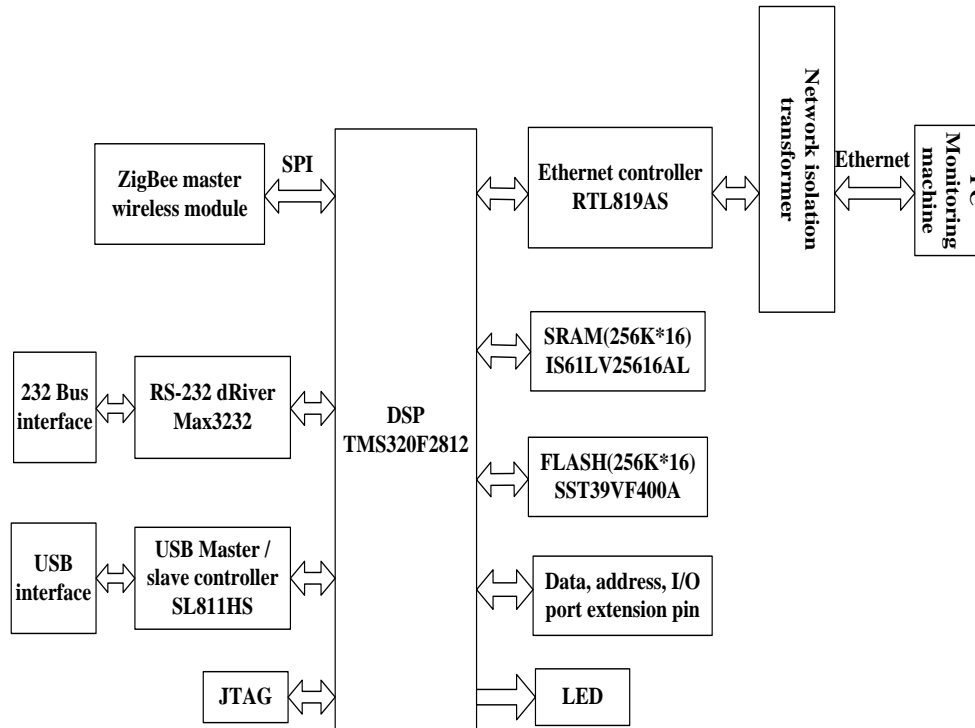 ZigBee master
wireless module
SPI
Ethernet controller
RTL819AS
Network isolation
transformer
Ethernet
Monitoring
machine
SRAM(256K*16)
IS61LV25616AL
232 Bus
interface
RS-232 dRiver
Max3232
DSP
TMS320F2812
FLASH(256K*16)
SST39VF400A
USB
interface
USB Master /
slave controller
SL811HS
Data, address, I/O
port extension pin
JTAG
LED